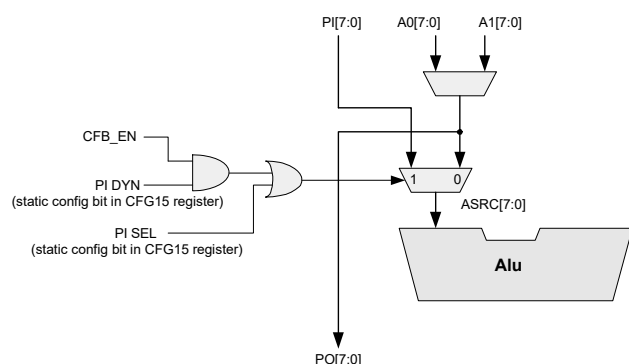 PI[7:0]
A0[7:0]
A1[7:0]
CFB_EN
PI DYN
(static config bit in CFG15 register)
PI SEL
(static config bit in CFG15 register)
1
0
ASRC[7:0]
Alu
PO[7:0]